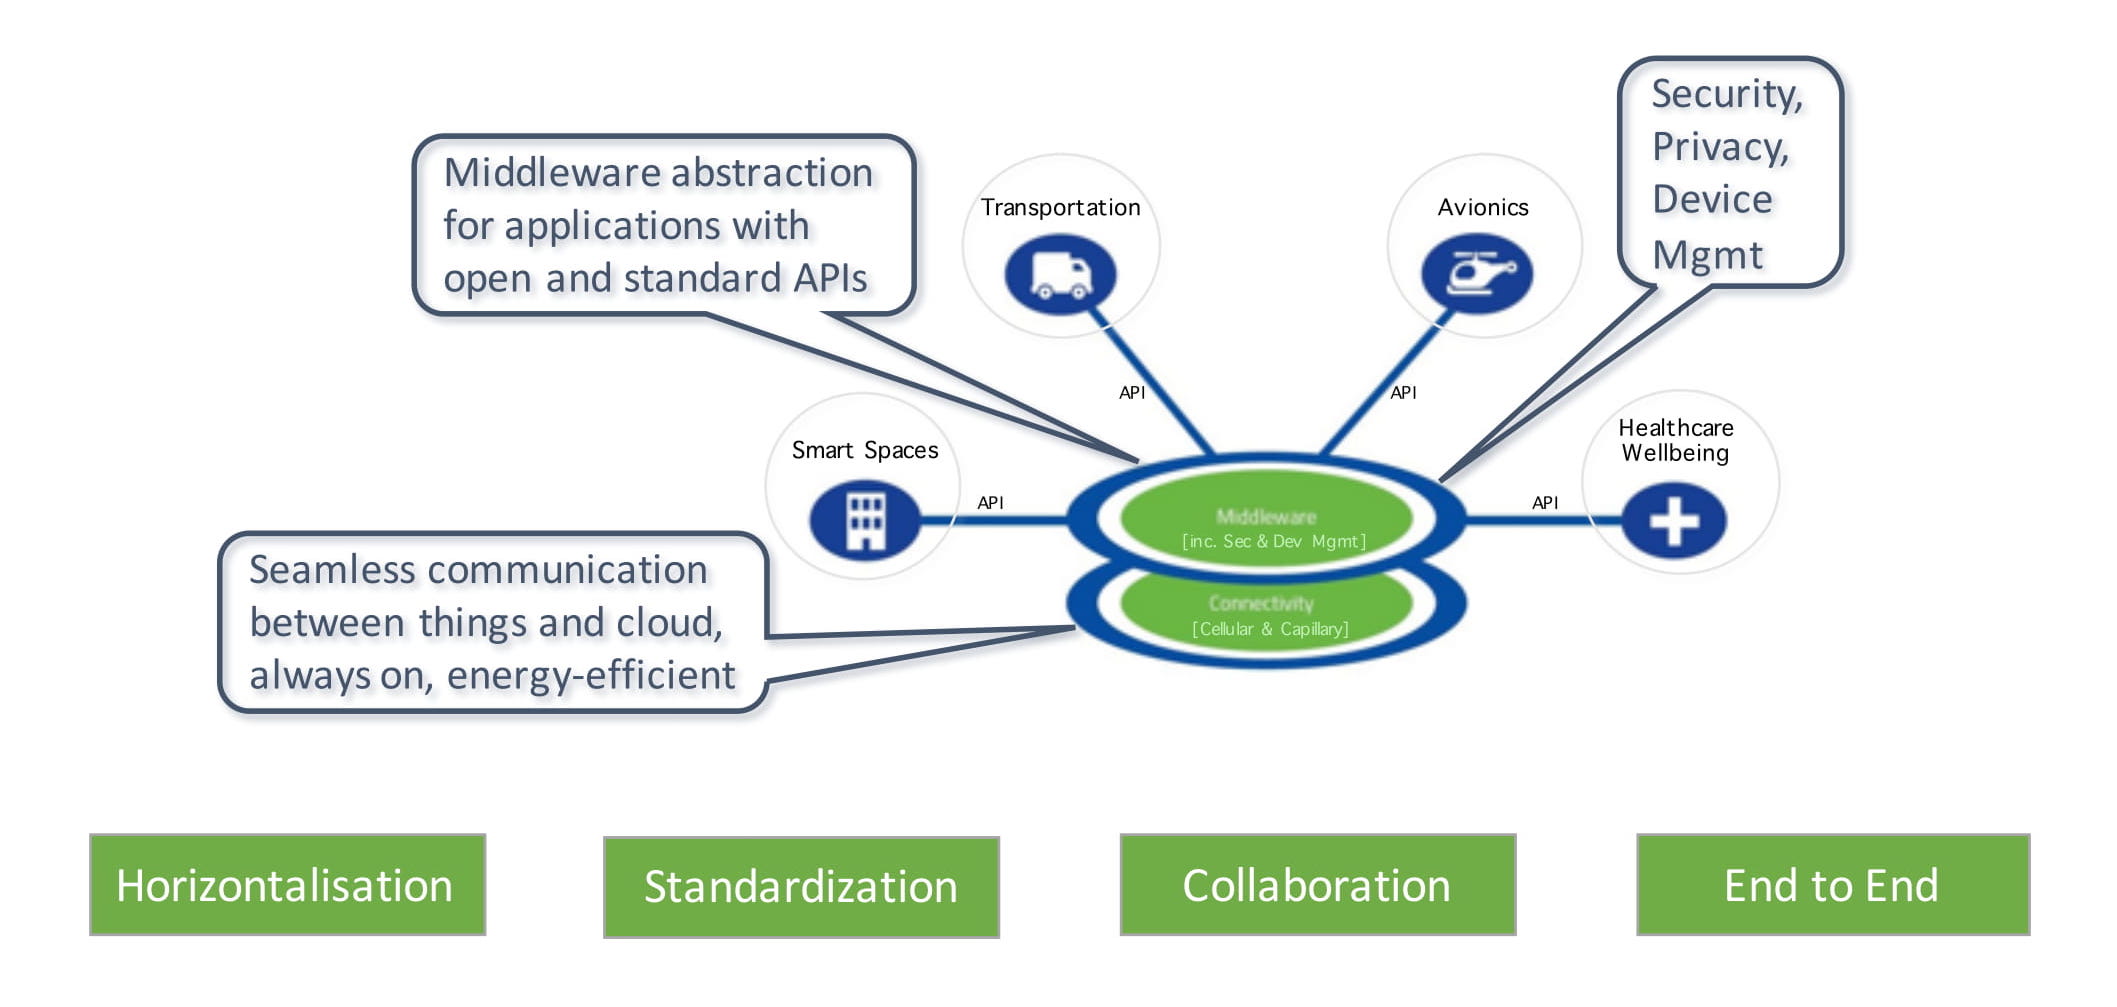 Security,
Privacy,
Device
Mgmt
Middleware abstraction
for applications with
open and standard APIs
Transportation
Avionics
API
API
Healthcare
Wellbeing
Smart Spaces
API
API
Middleware
[inc. Sec & Dev Mgmt]
Seamless communication
between things and cloud,
always on, energy-efficient
Connectivity
[Cellular & Capillary]
Horizontalisation
Standardization
Collaboration
End to End